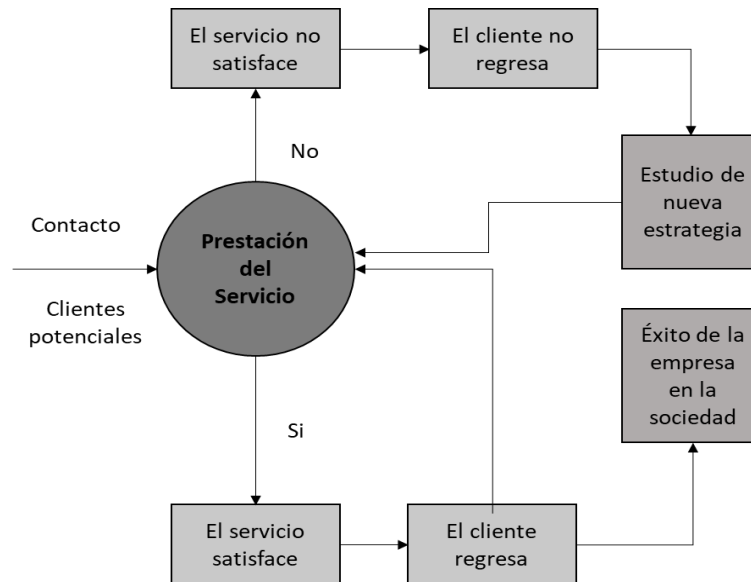 El servicio no
satisface
El cliente no
regresa
No
Estudio de
nueva
estrategia
Contacto
Prestación
del
Servicio
Clientes
potenciales
Éxito de la
empresa
en la
sociedad
Si
El servicio
satisface
El cliente
regresa